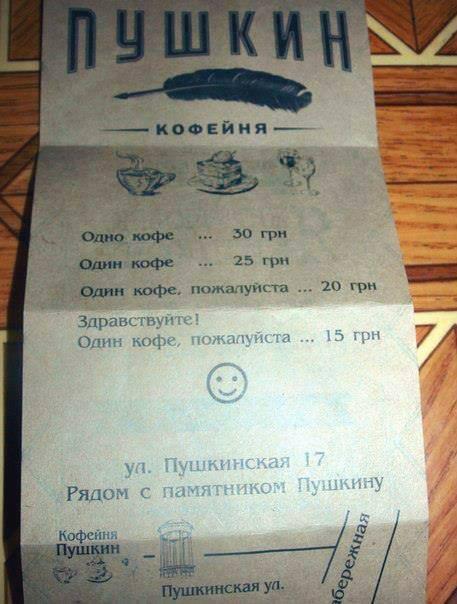 ПУШКИН
КОФЕЙНЯ
Одно кофе ... 30 грн
Один кофе ... 25 грн
Один кофе, пожалуйста ... 20 грн
Здравствуйте!
Один кофе, пожалуйста ... 15 грн
ул. Пушкинская 17
Рядом с памятником Пушкину
Кофейня
Пушкин
Пушкинская ул.
абережная